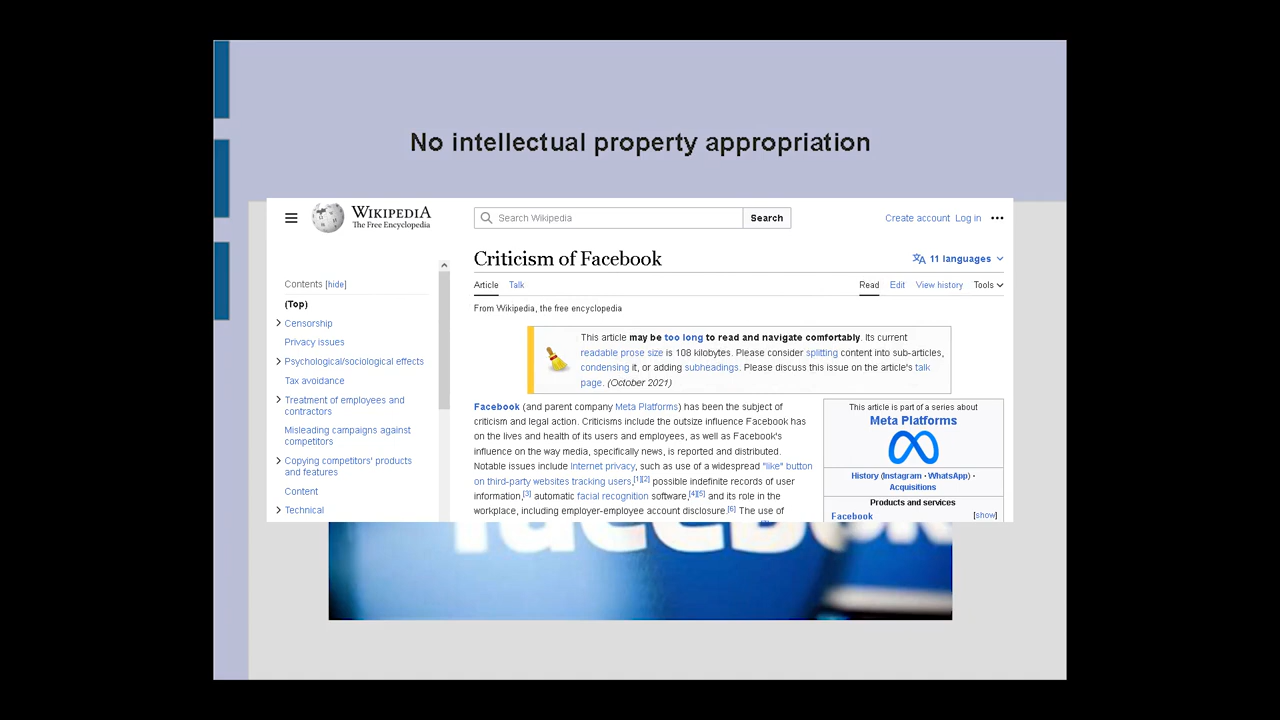 No intellectual property appropriation
WIKIPEDIA
The Free Encyclopedia
Search Wikipedia
Search
Create account Log in
Criticism of Facebook
11 languages
Article Talk
Read Edit View history Tools
From Wikipedia, the free encyclopedia
Contents [hide]
(Top)
Censorship
Privacy issues
Psychological/sociological effects
Tax avoidance
Treatment of employees and
contractors
Misleading campaigns against
competitors
Copying competitors' products
and features
Content
Technical
This article may be too long to read and navigate comfortably. Its current
readable prose size is 108 kilobytes. Please consider splitting content into sub-articles,
condensing it, or adding subheadings. Please discuss this issue on the article's talk
page. (October 2021)
Facebook (and parent company Meta Platforms) has been the subject of
criticism and legal action. Criticisms include the outsize influence Facebook has
on the lives and health of its users and employees, as well as Facebook's
influence on the way media, specifically news, is reported and distributed.
Notable issues include Internet privacy, such as use of a widespread "like" button
on third-party websites tracking users,[1][2] possible indefinite records of user
information,[3] automatic facial recognition software,[4][5] and its role in the
workplace, including employer-employee account disclosure.[6] The use of
This article is part of a series about
Meta Platforms
History (Instagram · WhatsApp) ·
Acquisitions
Products and services
Facebook [show]